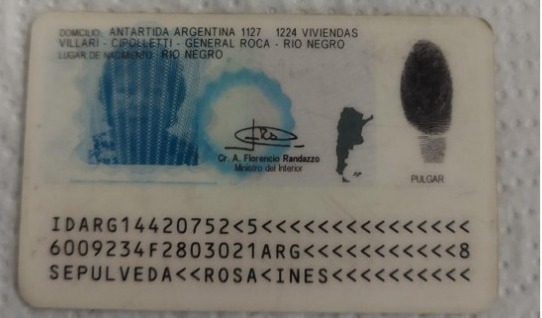 DOMICILIO: ANTARTIDA ARGENTINA 1127 1224 VIVIENDAS
VILLARI - CIPOLLETTI - GENERAL ROCA - RIO NEGRO
LUGAR DE NACIMIENTO: RIO NEGRO
Cr. A. Florencio Randazzo
Ministro del Interior
PULGAR
IDARG14420752<5<<<<<<<<<<<<<<<
6009234F2803021ARG<<<<<<<<<<<8
SEPULVEDA<<ROSA<INES<<<<<<<<<<